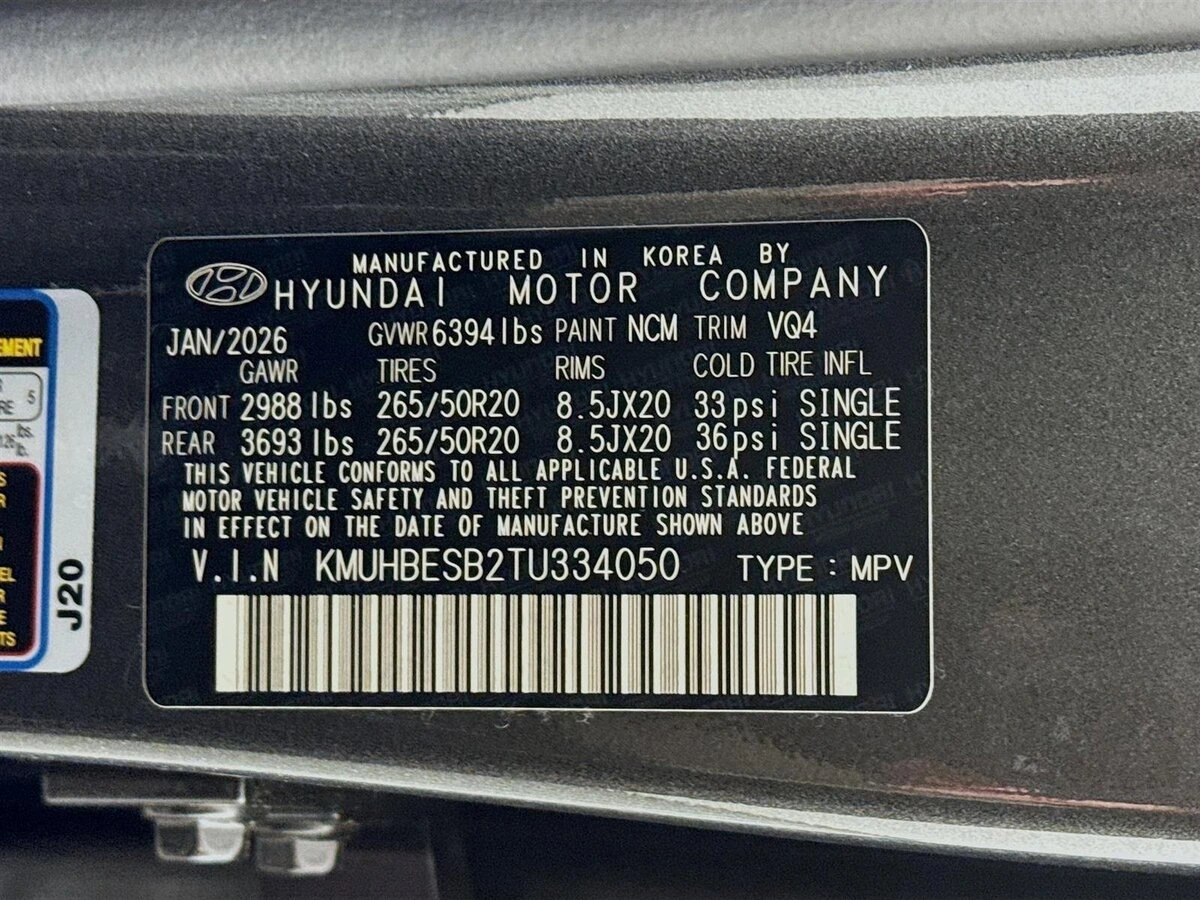 MANUFACTURED IN KOREA BY
HYUNDAI MOTOR COMPANY
JAN/2026 GVWR 6394 lbs PAINT NCM TRIM VQ4
GAWR TIRES RIMS COLD TIRE INFL
FRONT 2988 lbs 265/50R20 8.5JX20 33psi SINGLE
REAR 3693 lbs 265/50R20 8.5JX20 36psi SINGLE
THIS VEHICLE CONFORMS TO ALL APPLICABLE U.S.A. FEDERAL
MOTOR VEHICLE SAFETY AND THEFT PREVENTION STANDARDS
IN EFFECT ON THE DATE OF MANUFACTURE SHOWN ABOVE
V.I.N KMUHBESB2TU334050 TYPE : MPV
J20